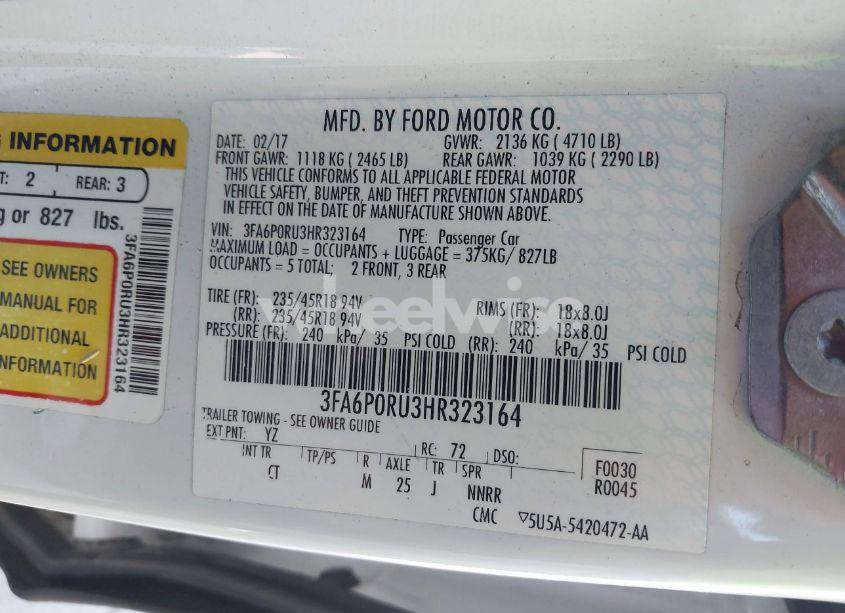 G INFORMATION
T: 2 REAR: 3
g or 827 lbs.
SEE OWNERS
MANUAL FOR
ADDITIONAL
INFORMATION
3FA6P0RU3HR323164
MFD. BY FORD MOTOR CO.
DATE: 02/17 GVWR: 2136 KG ( 4710 LB)
FRONT GAWR: 1118 KG ( 2465 LB) REAR GAWR: 1039 KG ( 2290 LB)
THIS VEHICLE CONFORMS TO ALL APPLICABLE FEDERAL MOTOR
VEHICLE SAFETY, BUMPER, AND THEFT PREVENTION STANDARDS
IN EFFECT ON THE DATE OF MANUFACTURE SHOWN ABOVE.
VIN: 3FA6P0RU3HR323164 TYPE: Passenger Car
MAXIMUM LOAD = OCCUPANTS + LUGGAGE = 375KG/ 827LB
OCCUPANTS = 5 TOTAL; 2 FRONT, 3 REAR
TIRE (FR): 235/45R18 94V RIMS (FR): 18x8.0J
(RR): 235/45R18 94V (RR): 18x8.0J
PRESSURE (FR): 240 kPa/ 35 PSI COLD (RR): 240 kPa/ 35 PSI COLD
wheelwise
3FA6P0RU3HR323164
TRAILER TOWING - SEE OWNER GUIDE
EXT PNT: YZ RC: 72 DSO: F0030
INT TR TP/PS R AXLE TR SPR R0045
CT M 25 J NNRR
CMC ▽5U5A-5420472-AA